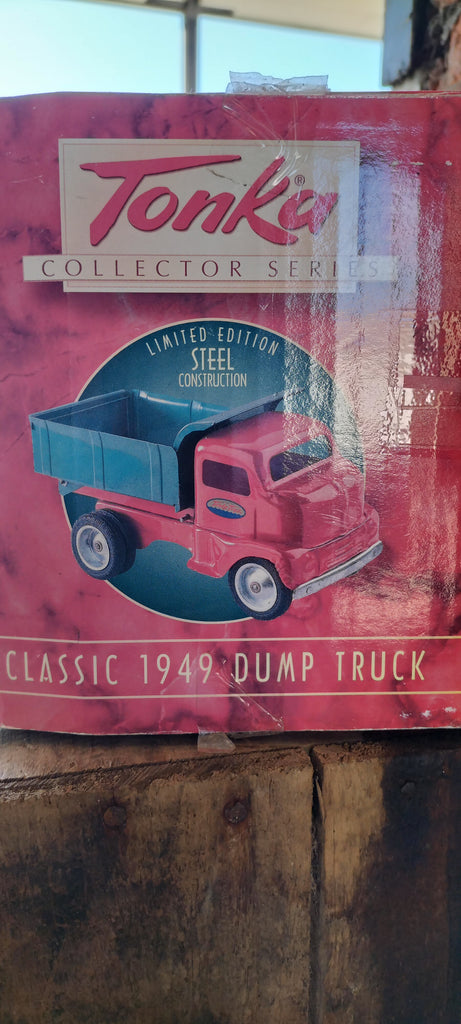 Tonka®
COLLECTOR SERIES
LIMITED EDITION
STEEL
CONSTRUCTION
CLASSIC 1949 DUMP TRUCK